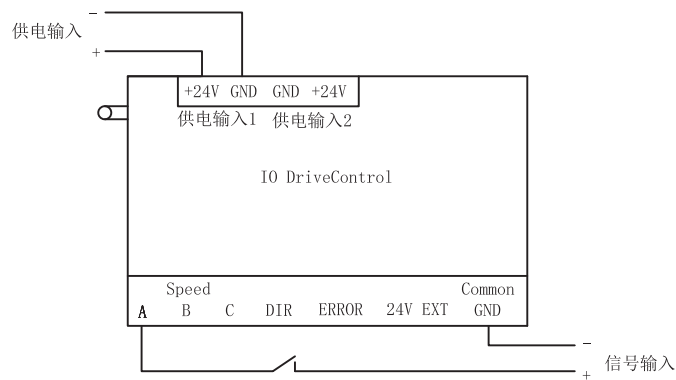 −
供电输入
+
+24V GND GND +24V
供电输入1 供电输入2
IO DriveControl
Speed Common
A B C DIR ERROR 24V EXT GND
−
信号输入
+